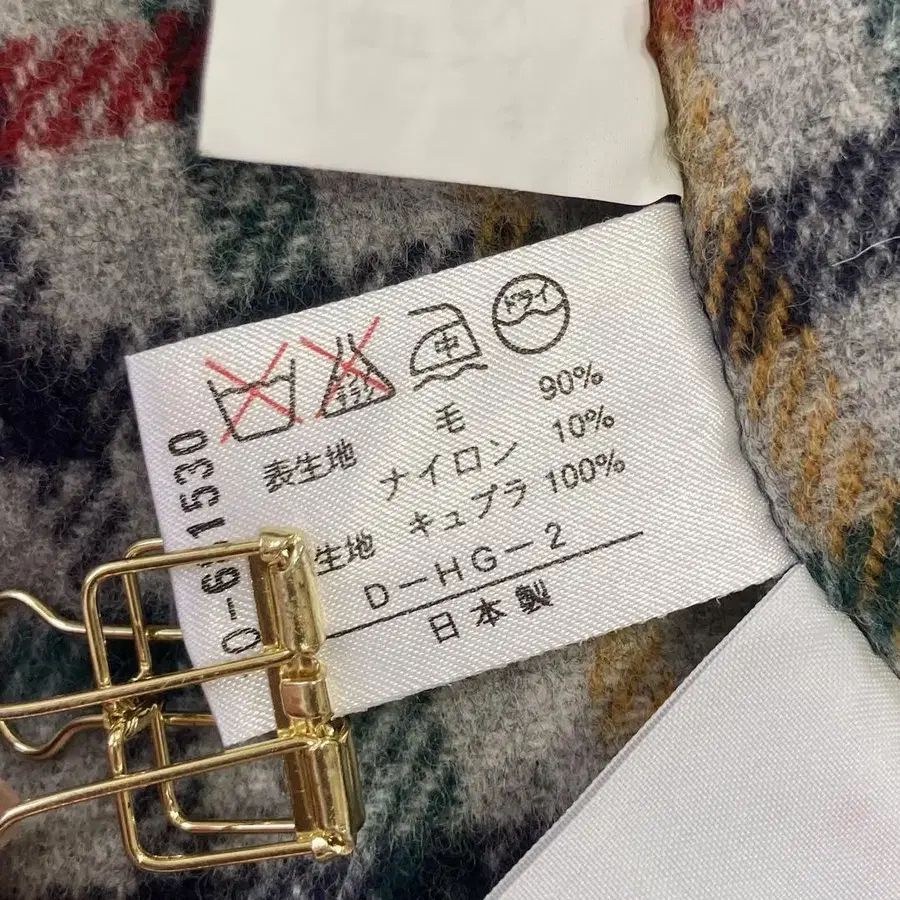 中 ドライ
表生地 毛 90%
ナイロン 10%
生地 キュプラ 100%
D-HG-2
日本製
1530